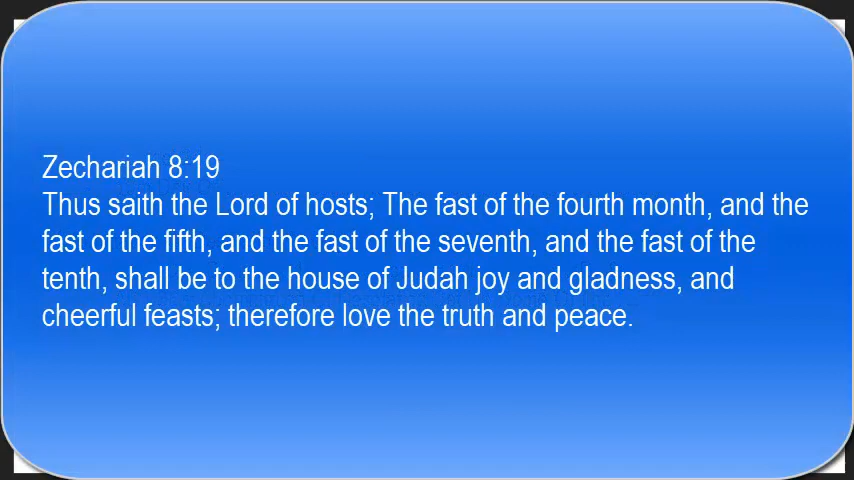 Zechariah 8:19
Thus saith the Lord of hosts; The fast of the fourth month, and the
fast of the fifth, and the fast of the seventh, and the fast of the
tenth, shall be to the house of Judah joy and gladness, and
cheerful feasts; therefore love the truth and peace.